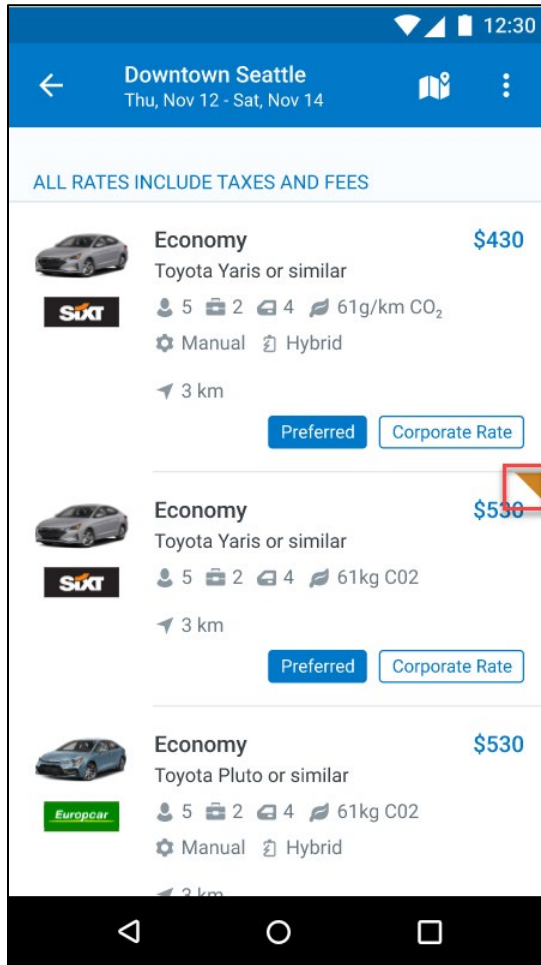 12:30
Downtown Seattle
Thu, Nov 12 - Sat, Nov 14
ALL RATES INCLUDE TAXES AND FEES
Economy $430
Toyota Yaris or similar
SiXT 5 2 4 61g/km CO₂
Manual Hybrid
3 km
Preferred Corporate Rate
Economy $530
Toyota Yaris or similar
SiXT 5 2 4 61kg C02
3 km
Preferred Corporate Rate
Economy $530
Toyota Pluto or similar
Europcar 5 2 4 61kg C02
Manual Hybrid
3 km